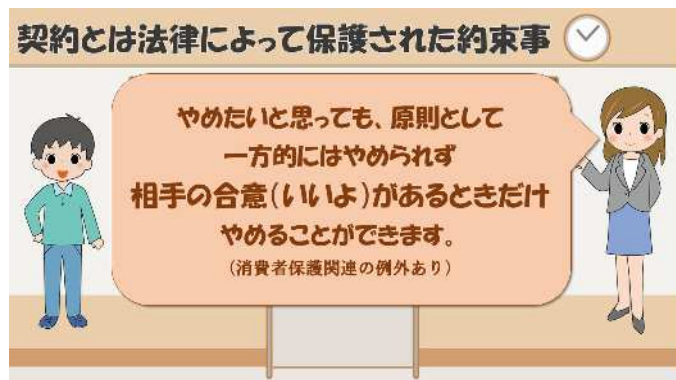 契約とは法律によって保護された約束事
やめたいと思っても、原則として
一方的にはやめられず
相手の合意(いいよ)があるときだけ
やめることができます。
(消費者保護関連の例外あり)